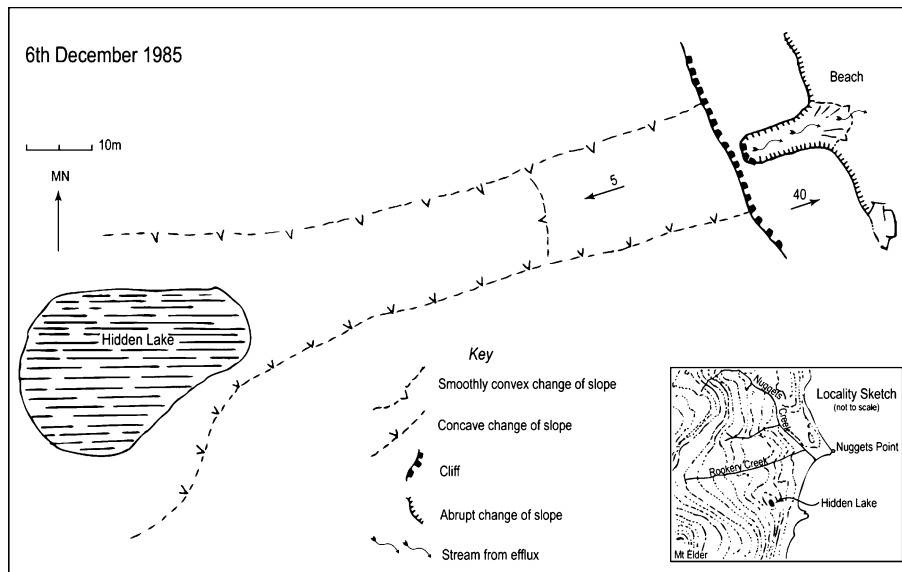 6th December 1985
Beach
10m
MN
5
40
Hidden Lake
Key
Smoothly convex change of slope
Concave change of slope
Cliff
Abrupt change of slope
Stream from efflux
Locality Sketch
(not to scale)
Nuggets
Creek
Nuggets Point
Rookery Creek
Hidden Lake
Mt Elder